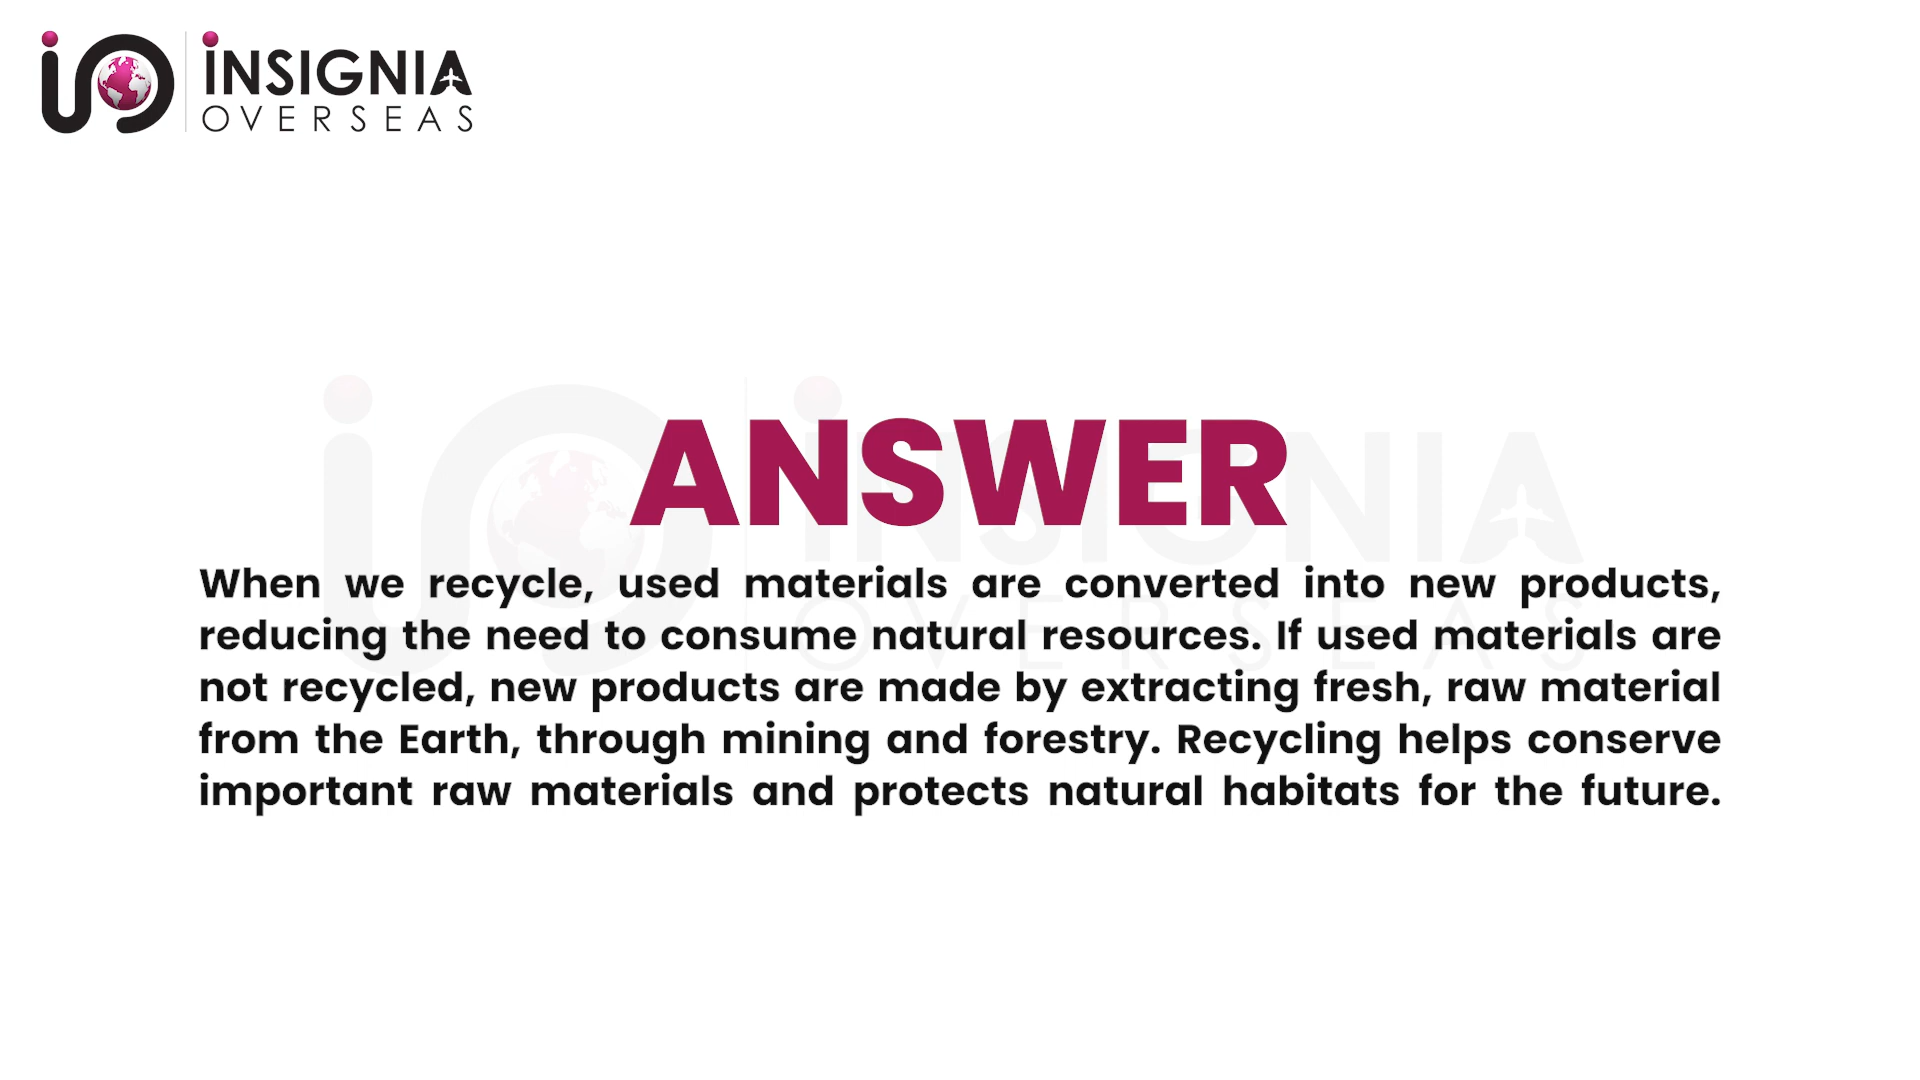 INSIGNIA
OVERSEAS
ANSWER
When we recycle, used materials are converted into new products,
reducing the need to consume natural resources. If used materials are
not recycled, new products are made by extracting fresh, raw material
from the Earth, through mining and forestry. Recycling helps conserve
important raw materials and protects natural habitats for the future.